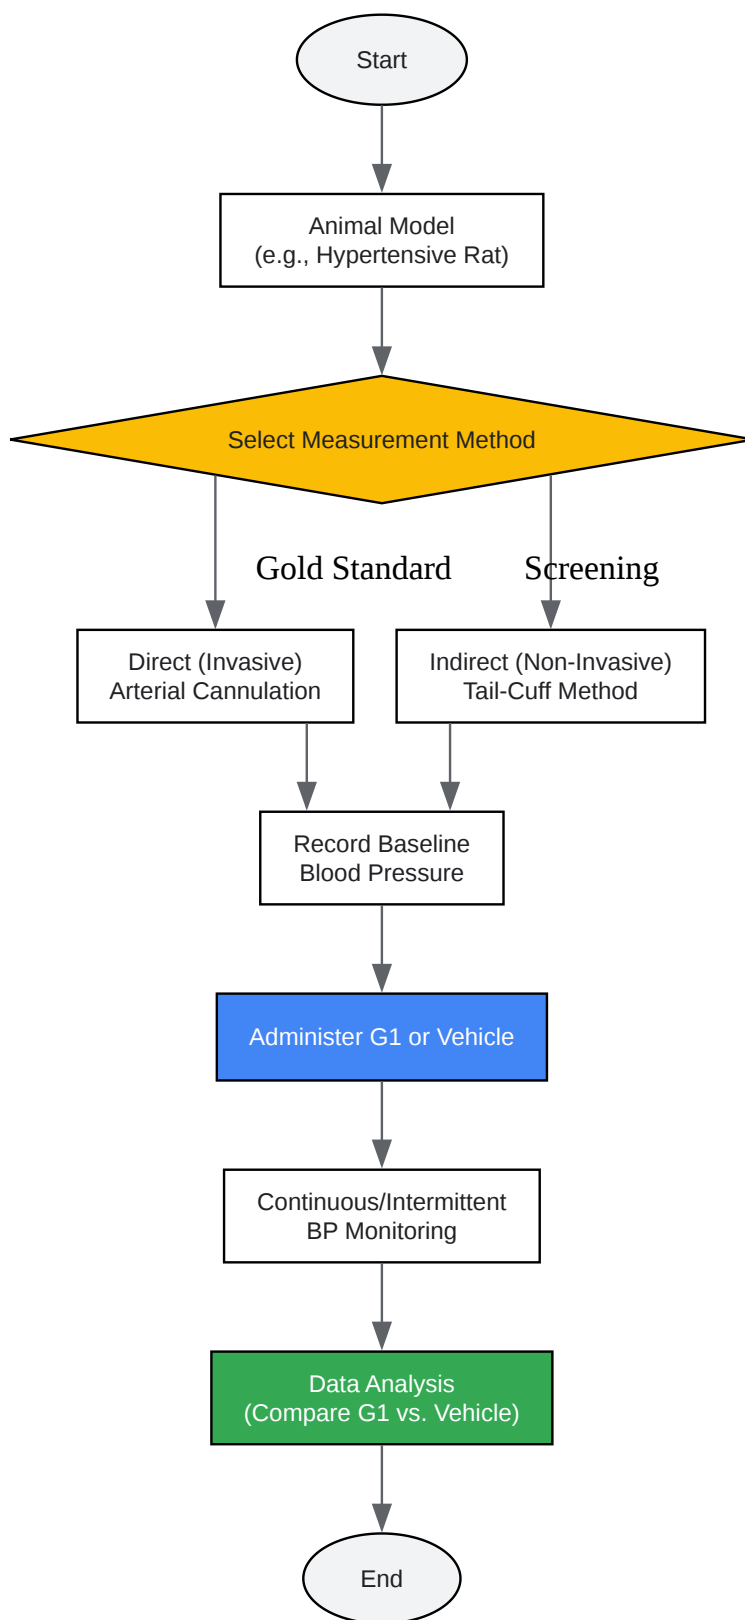 Start
Animal Model
(e.g., Hypertensive Rat)
Select Measurement Method
Gold Standard
Screening
Direct (Invasive)
Arterial Cannulation
Indirect (Non-Invasive)
Tail-Cuff Method
Record Baseline
Blood Pressure
Administer G1 or Vehicle
Continuous/Intermittent
BP Monitoring
Data Analysis
(Compare G1 vs. Vehicle)
End